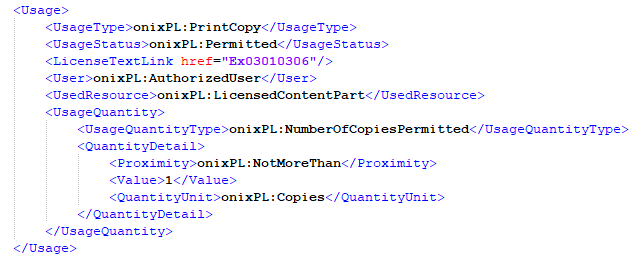 <Usage>
<UsageType>onixPL:PrintCopy</UsageType>
<UsageStatus>onixPL:Permitted</UsageStatus>
<LicenseTextLink href="Ex03010306"/>
<User>onixPL:AuthorizedUser</User>
<UsedResource>onixPL:LicensedContentPart</UsedResource>
<UsageQuantity>
<UsageQuantityType>onixPL:NumberOfCopiesPermitted</UsageQuantityType>
<QuantityDetail>
<Proximity>onixPL:NotMoreThan</Proximity>
<Value>1</Value>
<QuantityUnit>onixPL:Copies</QuantityUnit>
</QuantityDetail>
</UsageQuantity>
</Usage>